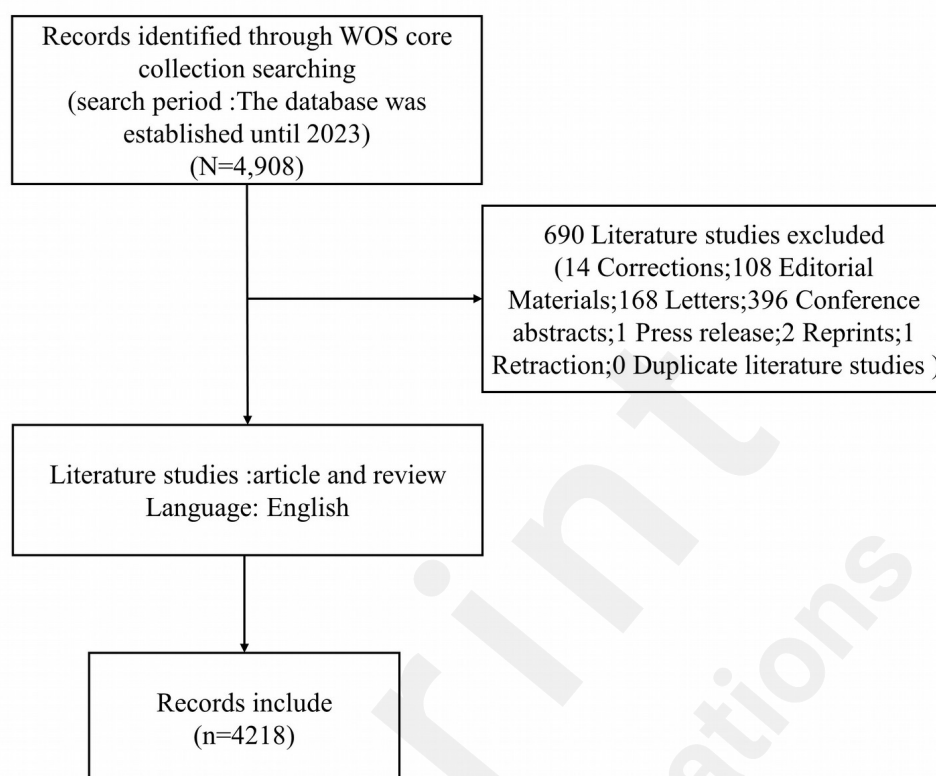 Records identified through WOS core
collection searching
(search period :The database was
established until 2023)
(N=4,908)
690 Literature studies excluded
(14 Corrections;108 Editorial
Materials;168 Letters;396 Conference
abstracts;1 Press release;2 Reprints;1
Retraction;0 Duplicate literature studies )
Literature studies :article and review
Language: English
Records include
(n=4218)
rint
ations